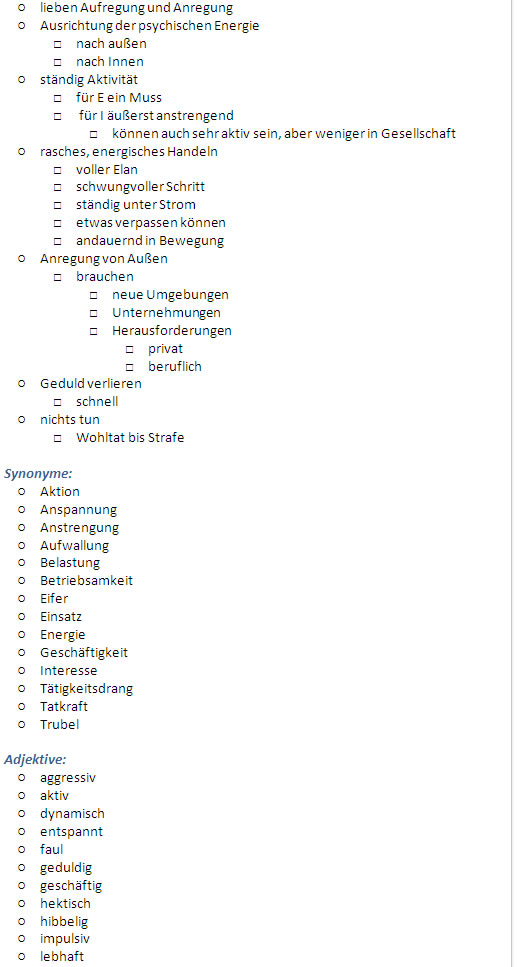 lieben Aufregung und Anregung
Ausrichtung der psychischen Energie
nach außen
nach Innen
ständig Aktivität
für E ein Muss
für I äußerst anstrengend
können auch sehr aktiv sein, aber weniger in Gesellschaft
rasches, energisches Handeln
voller Elan
schwungvoller Schritt
ständig unter Strom
etwas verpassen können
andauernd in Bewegung
Anregung von Außen
brauchen
neue Umgebungen
Unternehmungen
Herausforderungen
privat
beruflich
Geduld verlieren
schnell
nichts tun
Wohltat bis Strafe
Synonyme:
Aktion
Anspannung
Anstrengung
Aufwallung
Belastung
Betriebsamkeit
Eifer
Einsatz
Energie
Geschäftigkeit
Interesse
Tätigkeitsdrang
Tatkraft
Trubel
Adjektive:
aggressiv
aktiv
dynamisch
entspannt
faul
geduldig
geschäftig
hektisch
hibbelig
impulsiv
lebhaft